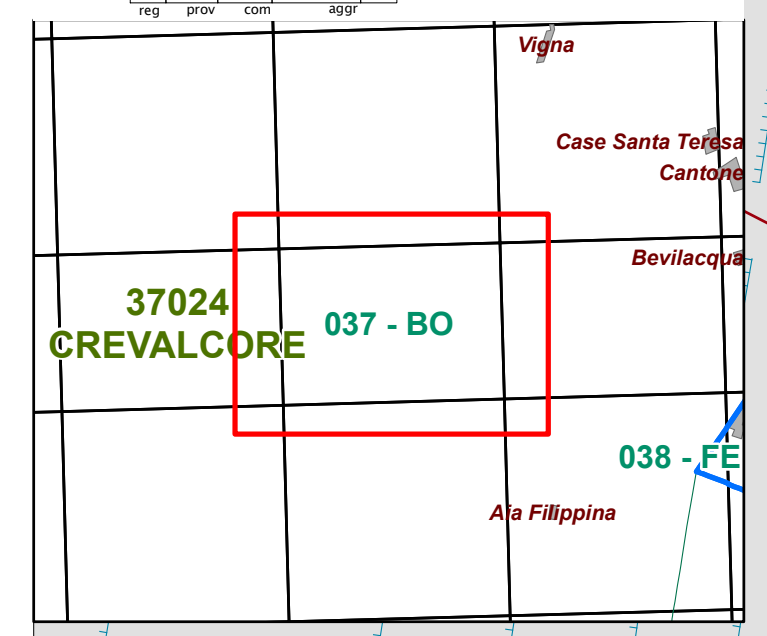 reg prov com aggr
Vigna
Case Santa Teresa
Cantone
Bevilacqua
37024
CREVALCORE
037 - BO
038 - FE
Aia Filippina